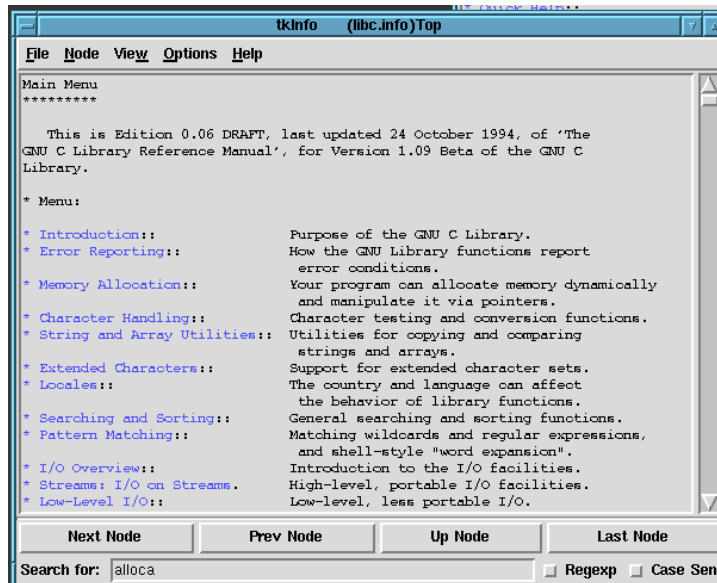 * Quick Help::
tkInfo (libc.info)Top
File Node View Options Help
Main Menu
*********
This is Edition 0.06 DRAFT, last updated 24 October 1994, of ‘The
GNU C Library Reference Manual’, for Version 1.09 Beta of the GNU C
Library.
* Menu:
* Introduction:: Purpose of the GNU C Library.
* Error Reporting:: How the GNU Library functions report
error conditions.
* Memory Allocation:: Your program can allocate memory dynamically
and manipulate it via pointers.
* Character Handling:: Character testing and conversion functions.
* String and Array Utilities:: Utilities for copying and comparing
strings and arrays.
* Extended Characters:: Support for extended character sets.
* Locales:: The country and language can affect
the behavior of library functions.
* Searching and Sorting:: General searching and sorting functions.
* Pattern Matching:: Matching wildcards and regular expressions,
and shell-style "word expansion".
* I/O Overview:: Introduction to the I/O facilities.
* Streams: I/O on Streams. High-level, portable I/O facilities.
* Low-Level I/O:: Low-level, less portable I/O.
Next Node Prev Node Up Node Last Node
Search for: alloca Regexp Case Sen